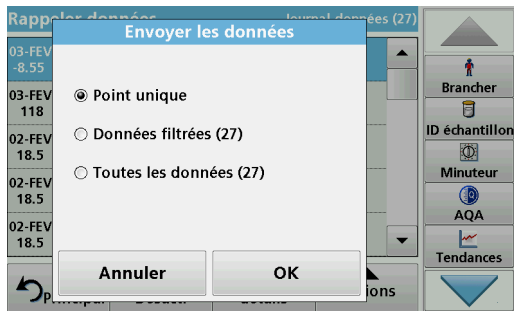 Rappeler données Journal données (27)
Envoyer les données
03-FEV
-8.55
03-FEV
118
02-FEV
18.5
02-FEV
18.5
02-FEV
18.5
Point unique
Données filtrées (27)
Toutes les données (27)
Annuler OK
Brancher
ID échantillon
Minuteur
AQA
Tendances